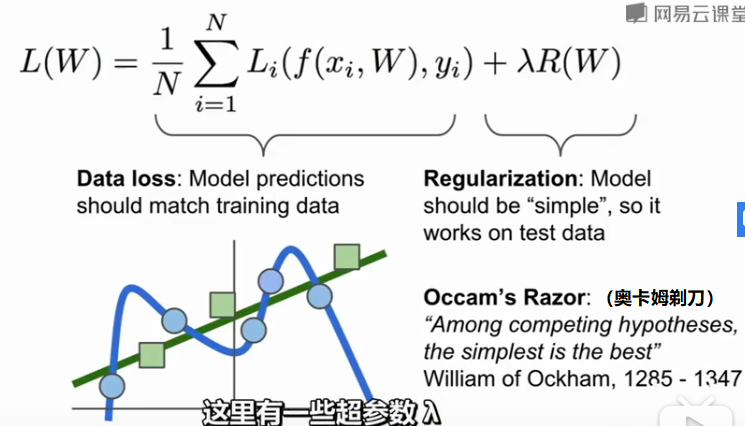 网易云课堂
L(W) = \frac{1}{N} \sum_{i=1}^{N} L_i(f(x_i, W), y_i) + λR(W)
Data loss: Model predictions
should match training data
Regularization: Model
should be “simple”, so it
works on test data
Occam’s Razor: （奥卡姆剃刀）
“Among competing hypotheses,
the simplest is the best”
William of Ockham, 1285 - 1347
这里有一些超参数λ